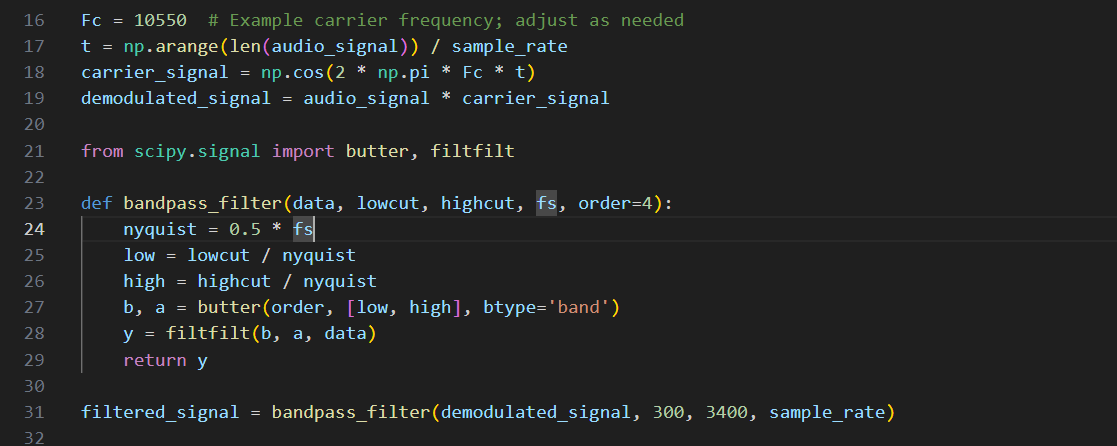 16 Fc = 10550  # Example carrier frequency; adjust as needed
17 t = np.arange(len(audio_signal)) / sample_rate
18 carrier_signal = np.cos(2 * np.pi * Fc * t)
19 demodulated_signal = audio_signal * carrier_signal
20
21 from scipy.signal import butter, filtfilt
22
23 def bandpass_filter(data, lowcut, highcut, fs, order=4):
24     nyquist = 0.5 * fs
25     low = lowcut / nyquist
26     high = highcut / nyquist
27     b, a = butter(order, [low, high], btype='band')
28     y = filtfilt(b, a, data)
29     return y
30
31 filtered_signal = bandpass_filter(demodulated_signal, 300, 3400, sample_rate)
32